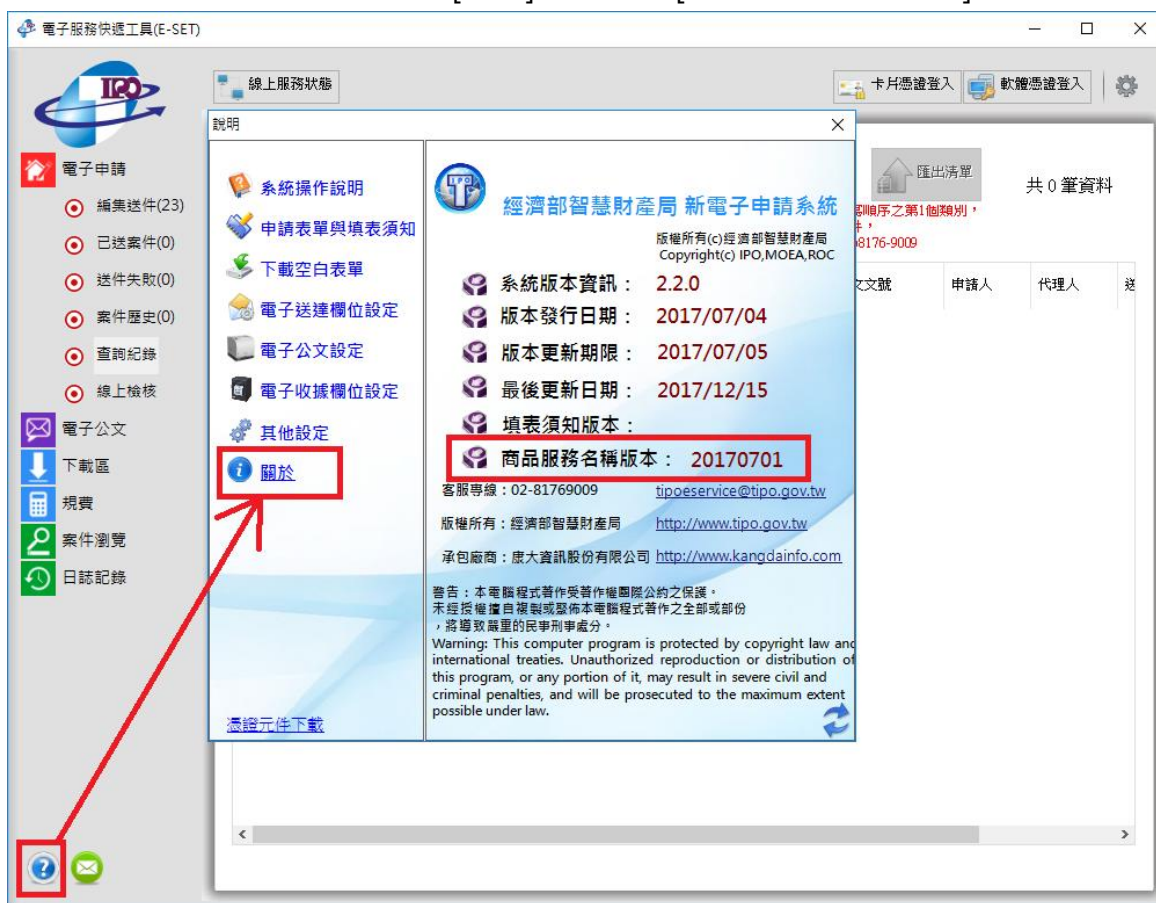 電子服務快遞工具(E-SET)
IPO
線上服務狀態
卡片憑證登入
軟體憑證登入
電子申請
編集送件(23)
已送案件(0)
送件失敗(0)
案件歷史(0)
查詢紀錄
線上檢核
電子公文
下載區
規費
案件瀏覽
日誌記錄
匯出清單
共 0 筆資料
順序之第1個類別，
件，
8176-9009
文文號
申請人
代理人
說明
系統操作說明
申請表單與填表須知
下載空白表單
電子送達欄位設定
電子公文設定
電子收據欄位設定
其他設定
關於
憑證元件下載
經濟部智慧財產局 新電子申請系統
版權所有(c)經濟部智慧財產局
Copyright(c) IPO,MOEA,ROC
系統版本資訊： 2.2.0
版本發行日期： 2017/07/04
版本更新期限： 2017/07/05
最後更新日期： 2017/12/15
填表須知版本：
商品服務名稱版本： 20170701
客服專線：02-81769009 tipoeservice@tipo.gov.tw
版權所有：經濟部智慧財產局 http://www.tipo.gov.tw
承包廠商：康大資訊股份有限公司 http://www.kangdainfo.com
警告：本電腦程式著作受著作權國際公約之保護。
未經授權擅自複製或散佈本電腦程式著作之全部或部份
，將導致嚴重的民事刑事處分。
Warning: This computer program is protected by copyright law and
international treaties. Unauthorized reproduction or distribution of
this program, or any portion of it, may result in severe civil and
criminal penalties, and will be prosecuted to the maximum extent
possible under law.